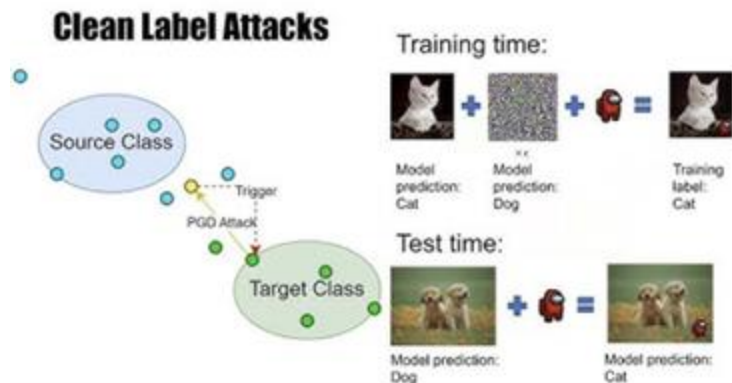 Clean Label Attacks
Source Class
Trigger
PGD Attack
Target Class
Training time:
Model
prediction:
Cat
Model
prediction:
Dog
Training
label:
Cat
Test time:
Model prediction:
Dog
Model prediction:
Cat